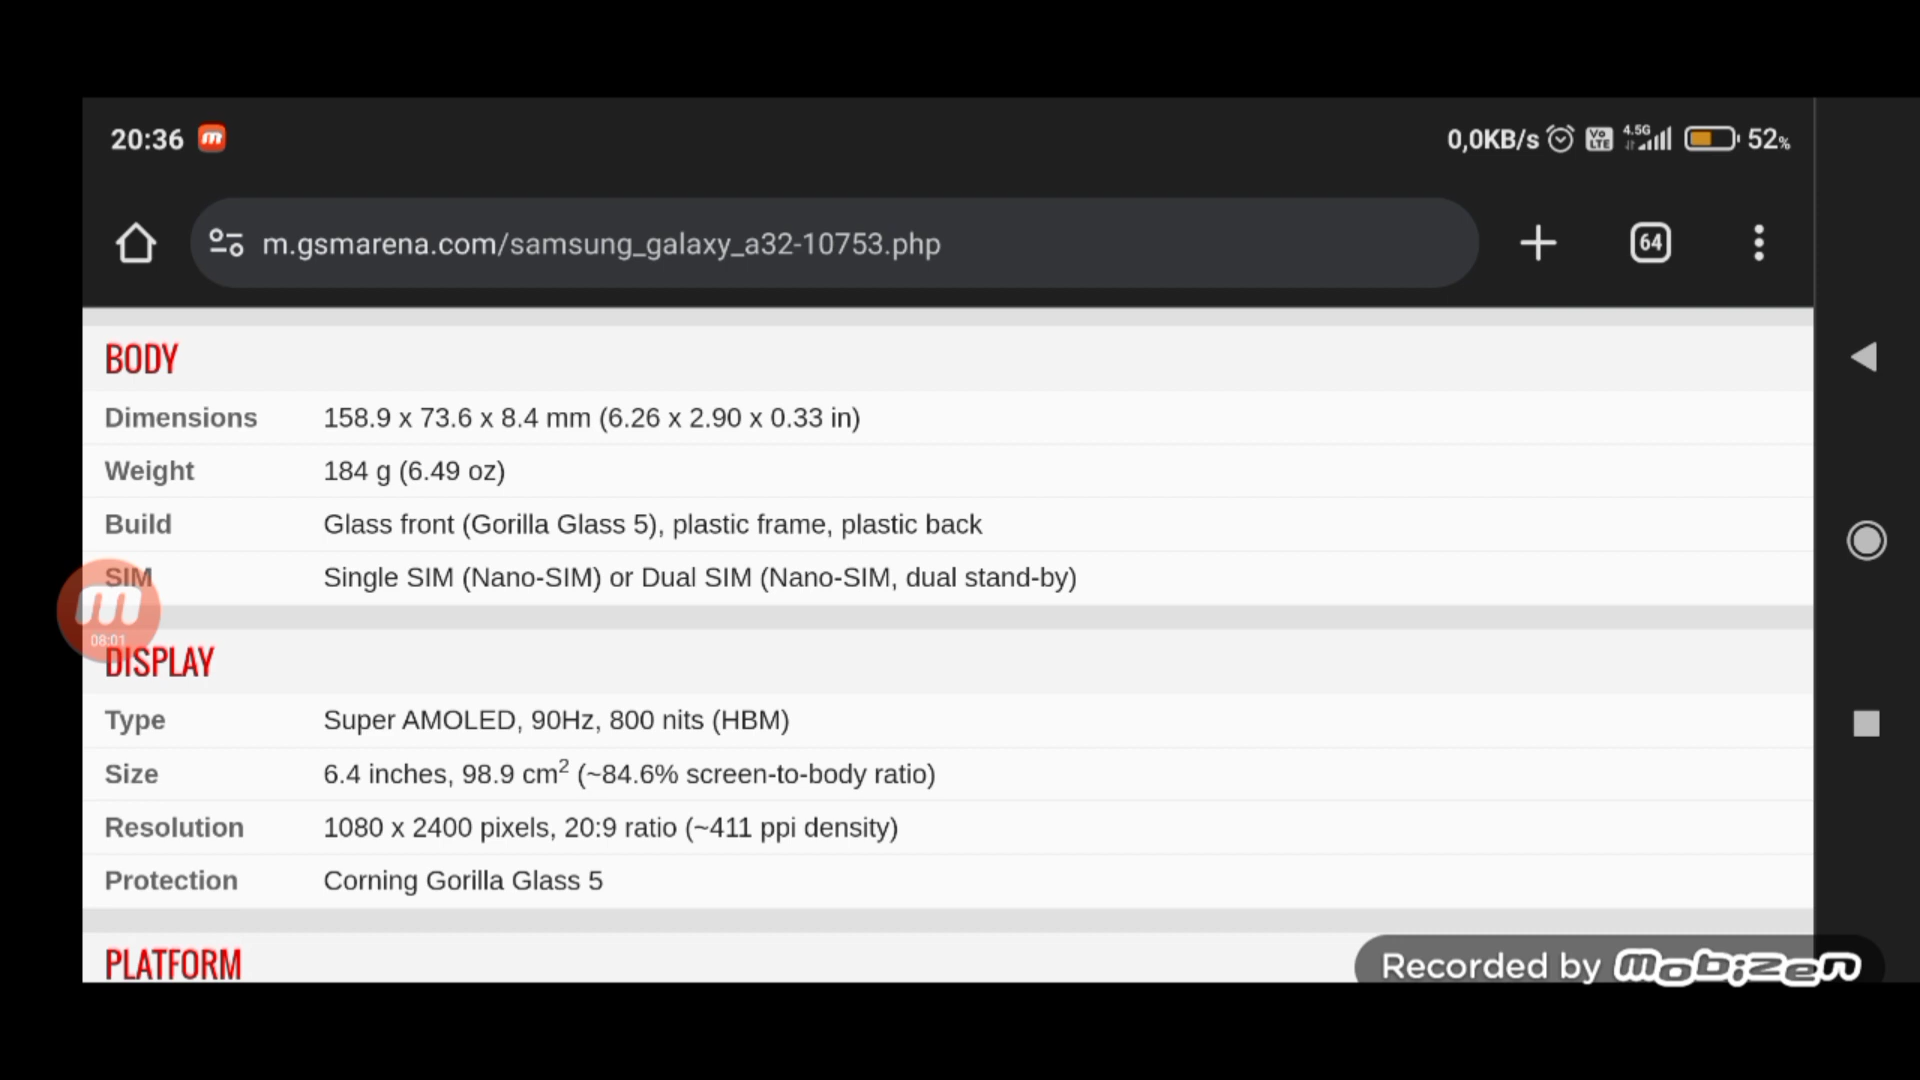 20:36 m 0,0KB/s Vo LTE 4.5G 52%
m.gsmarena.com/samsung_galaxy_a32-10753.php 64
BODY
Dimensions 158.9 x 73.6 x 8.4 mm (6.26 x 2.90 x 0.33 in)
Weight 184 g (6.49 oz)
Build Glass front (Gorilla Glass 5), plastic frame, plastic back
SIM Single SIM (Nano-SIM) or Dual SIM (Nano-SIM, dual stand-by)
m
08:01
DISPLAY
Type Super AMOLED, 90Hz, 800 nits (HBM)
Size 6.4 inches, 98.9 cm² (~84.6% screen-to-body ratio)
Resolution 1080 x 2400 pixels, 20:9 ratio (~411 ppi density)
Protection Corning Gorilla Glass 5
PLATFORM
Recorded by mobizen